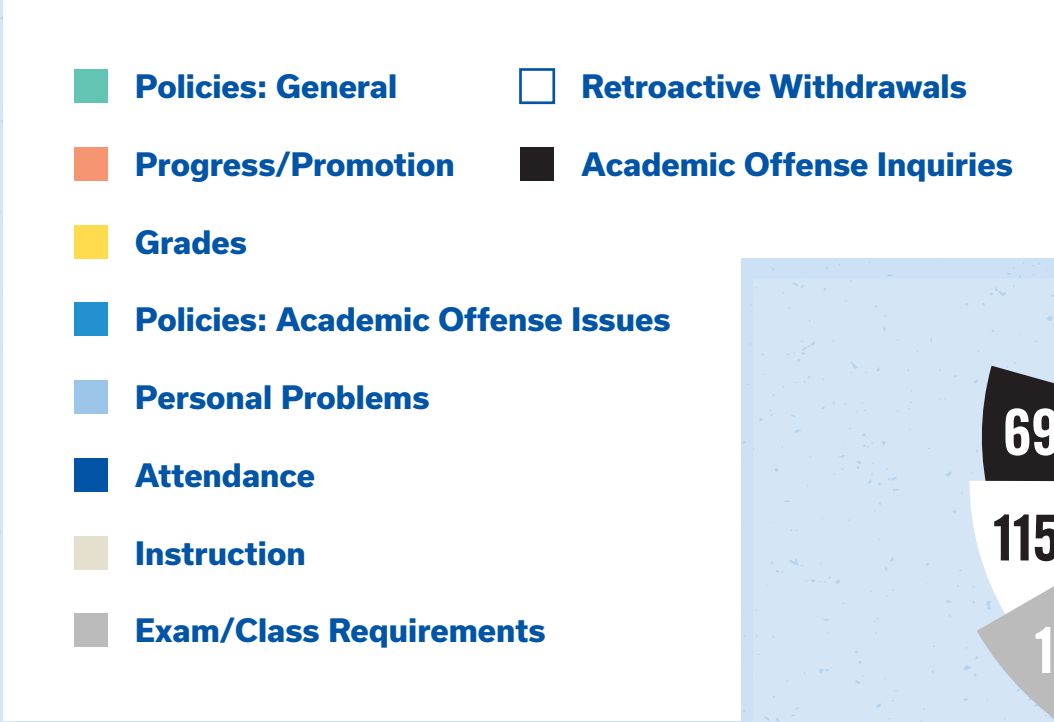 Policies: General
Retroactive Withdrawals
Progress/Promotion
Academic Offense Inquiries
Grades
Policies: Academic Offense Issues
Personal Problems
Attendance
Instruction
Exam/Class Requirements
69
115